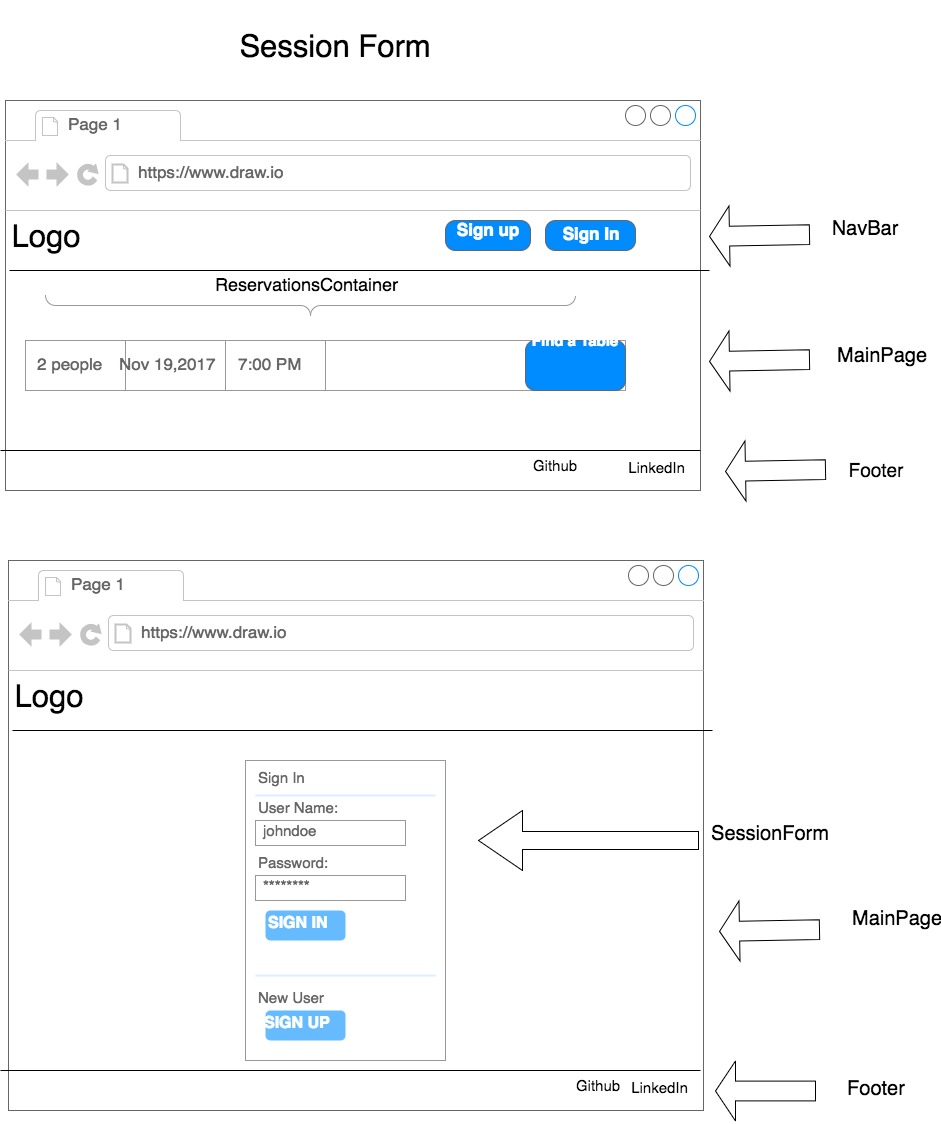 Session Form
Page 1
https://www.draw.io
Logo
Sign up
Sign In
NavBar
ReservationsContainer
2 people
Nov 19,2017
7:00 PM
Find a Table
MainPage
Github
LinkedIn
Footer
Page 1
https://www.draw.io
Logo
Sign In
User Name:
johndoe
SessionForm
Password:
********
SIGN IN
MainPage
New User
SIGN UP
Github
LinkedIn
Footer